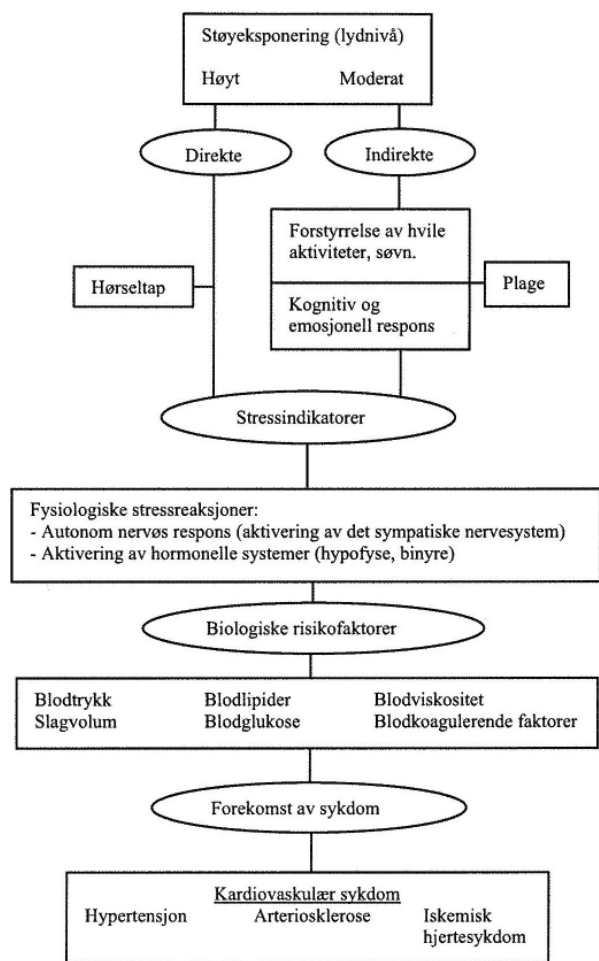 Støyeksponering (lydnivå)
Høyt Moderat
Direkte Indirekte
Forstyrrelse av hvile
aktiviteter, søvn.
Hørseltap
Plage
Kognitiv og
emosjonell respons
Stressindikatorer
Fysiologiske stressreaksjoner:
- Autonom nervøs respons (aktivering av det sympatiske nervesystem)
- Aktivering av hormonelle systemer (hypofyse, binyre)
Biologiske risikofaktorer
Blodtrykk Blodlipider Blodviskositet
Slagvolum Blodglukose Blodkoagulerende faktorer
Forekomst av sykdom
Kardiovaskulær sykdom
Hypertensjon Arteriosklerose Iskemisk
hjertesykdom